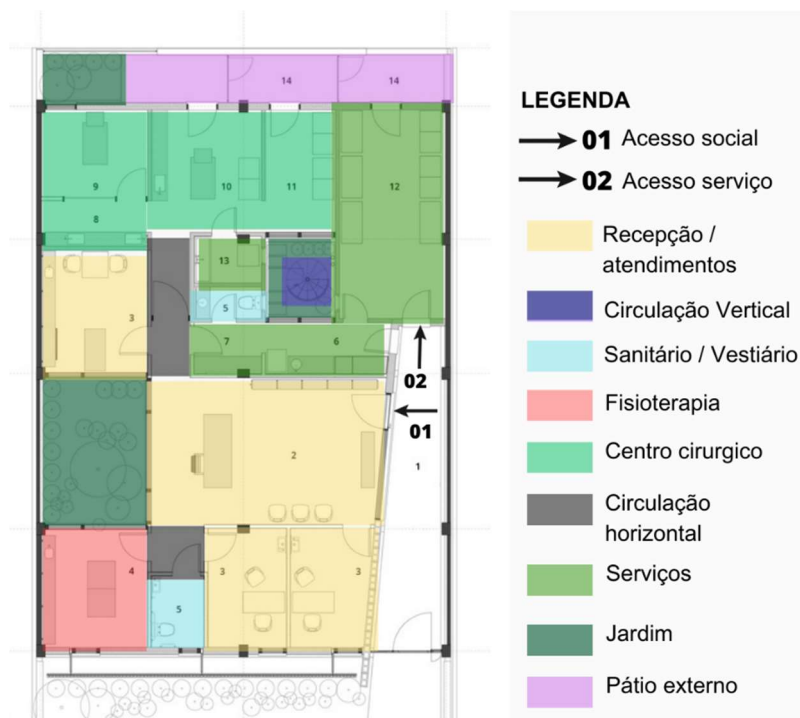 14
14
9
10
11
12
8
13
3
5
7
6
02
01
2
1
4
3
3
5
LEGENDA
01 Acesso social
02 Acesso serviço
Recepção /
atendimentos
Circulação Vertical
Sanitário / Vestiário
Fisioterapia
Centro cirurgico
Circulação
horizontal
Serviços
Jardim
Pátio externo